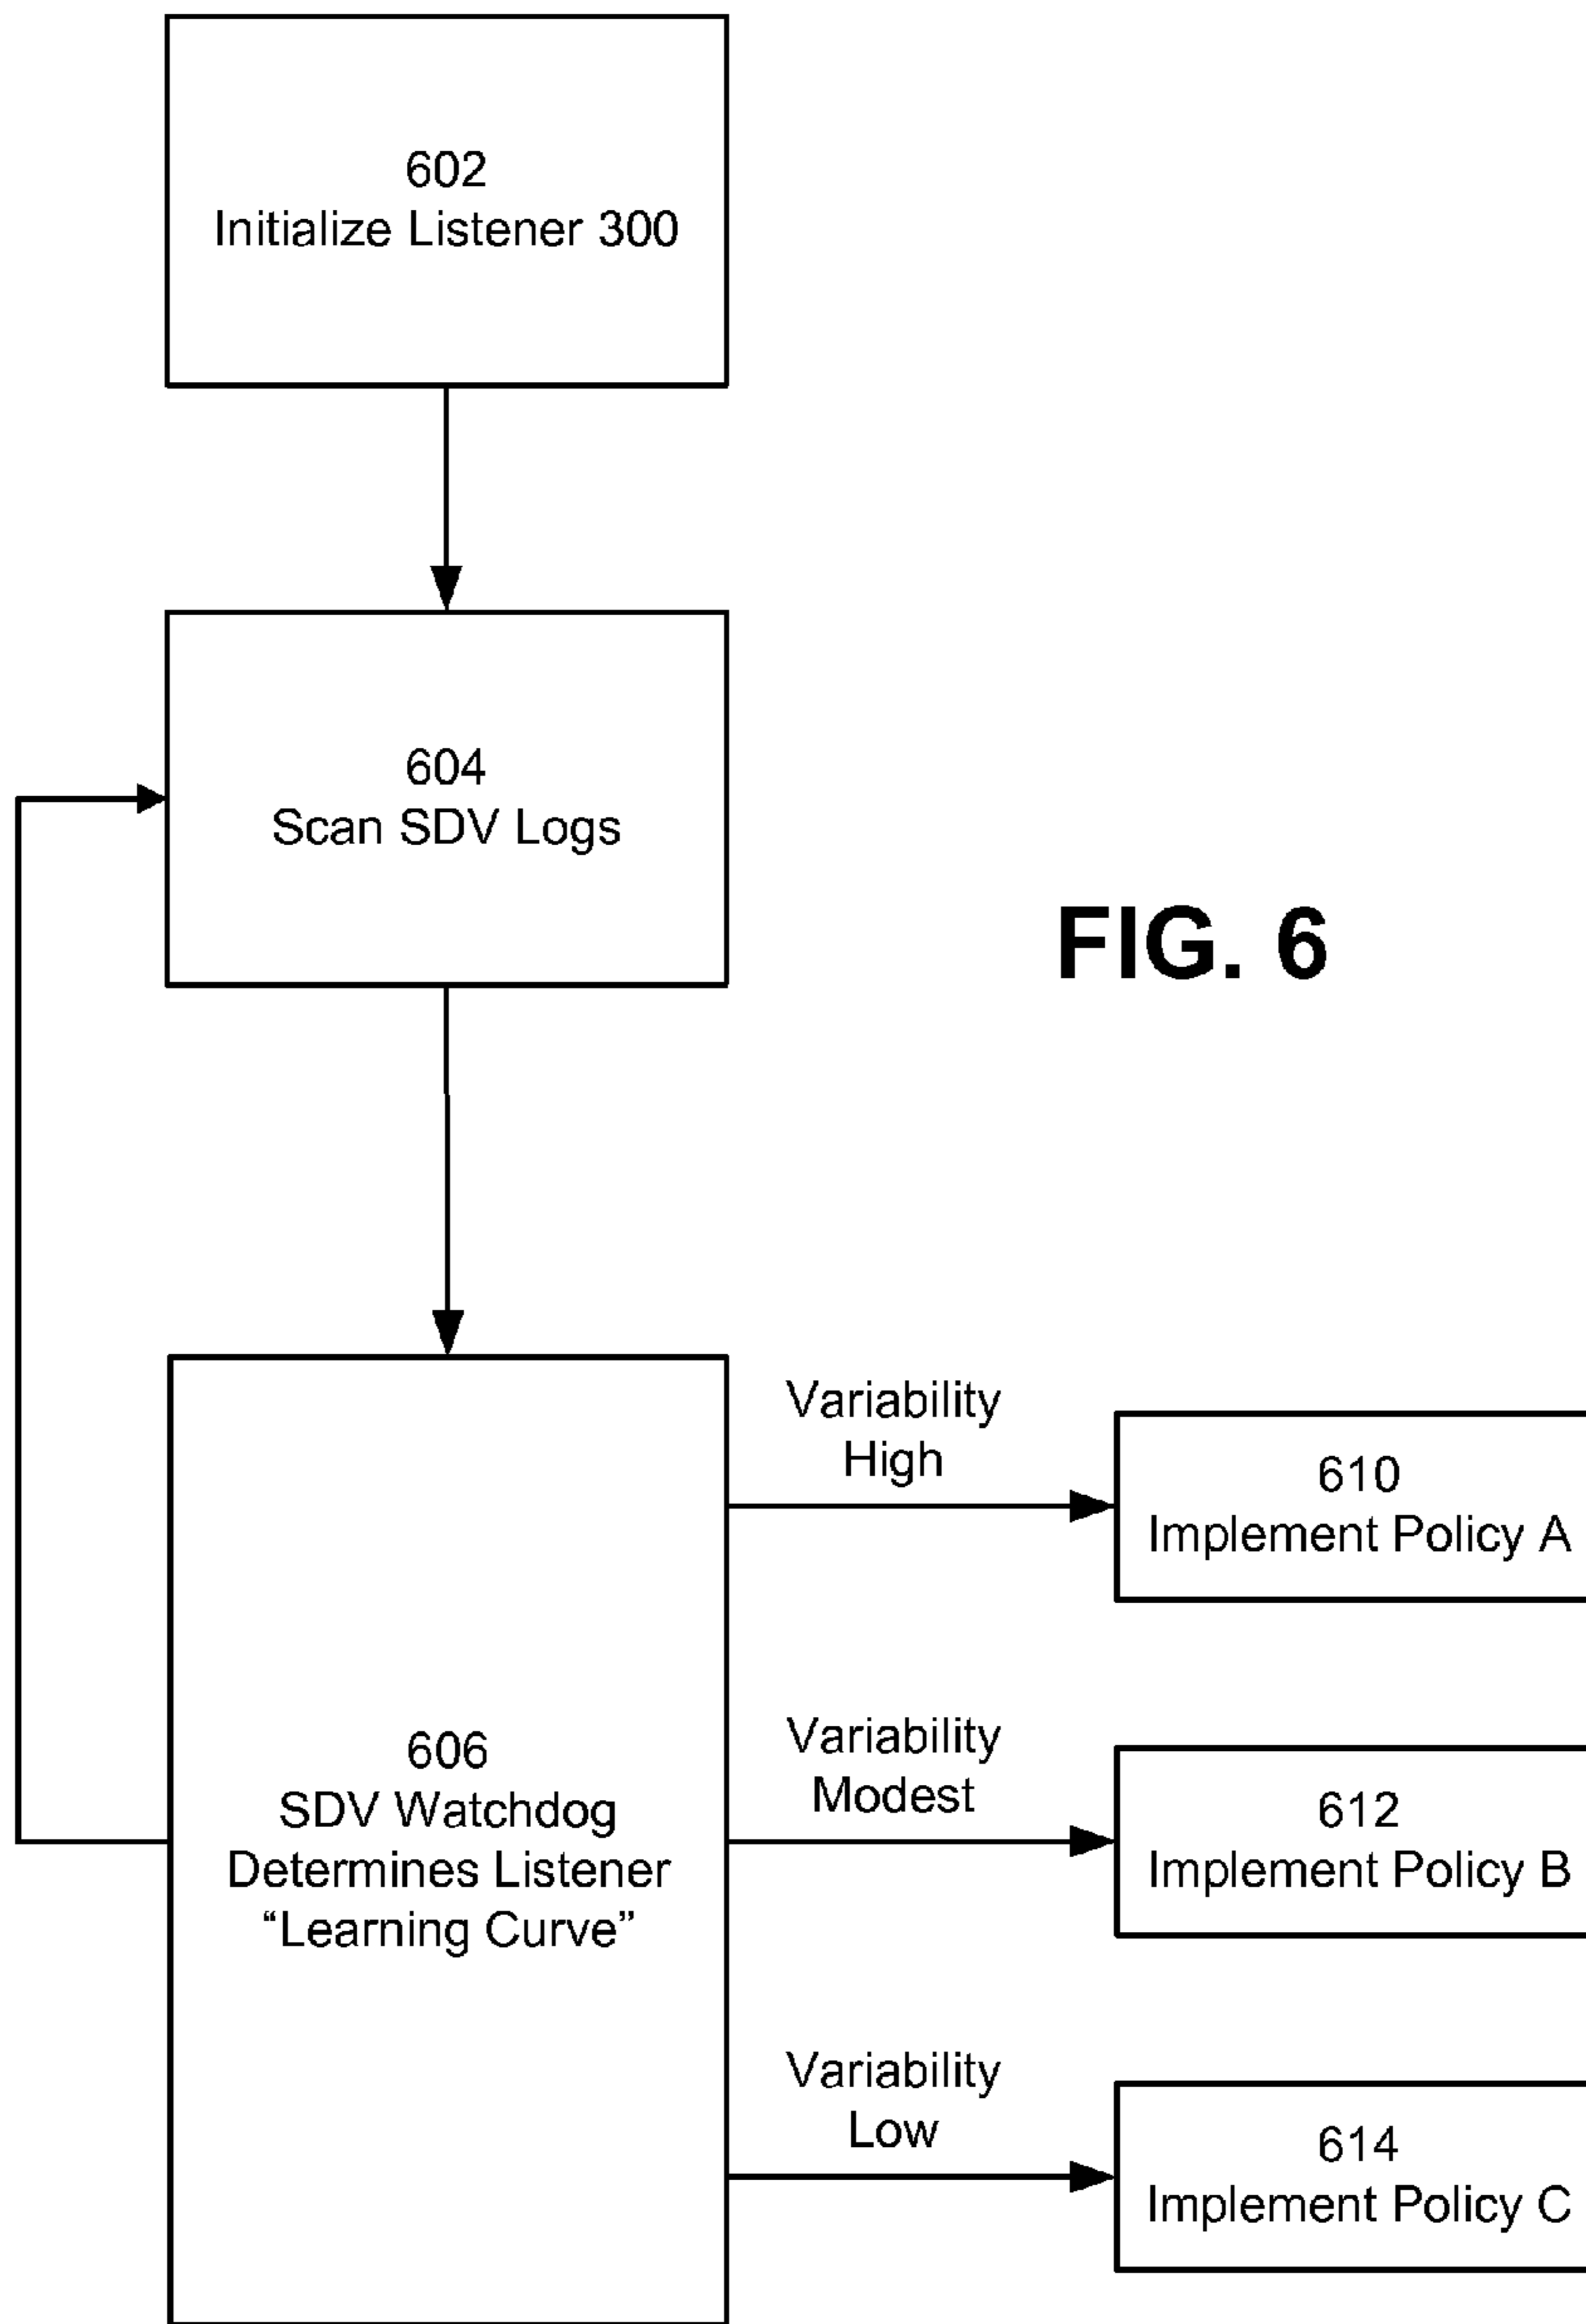 602
Initialize Listener 300
604
Scan SDV Logs
FIG. 6
606
SDV Watchdog
Determines Listener
“Learning Curve”
Variability
High
610
Implement Policy A
Variability
Modest
612
Implement Policy B
Variability
Low
614
Implement Policy C